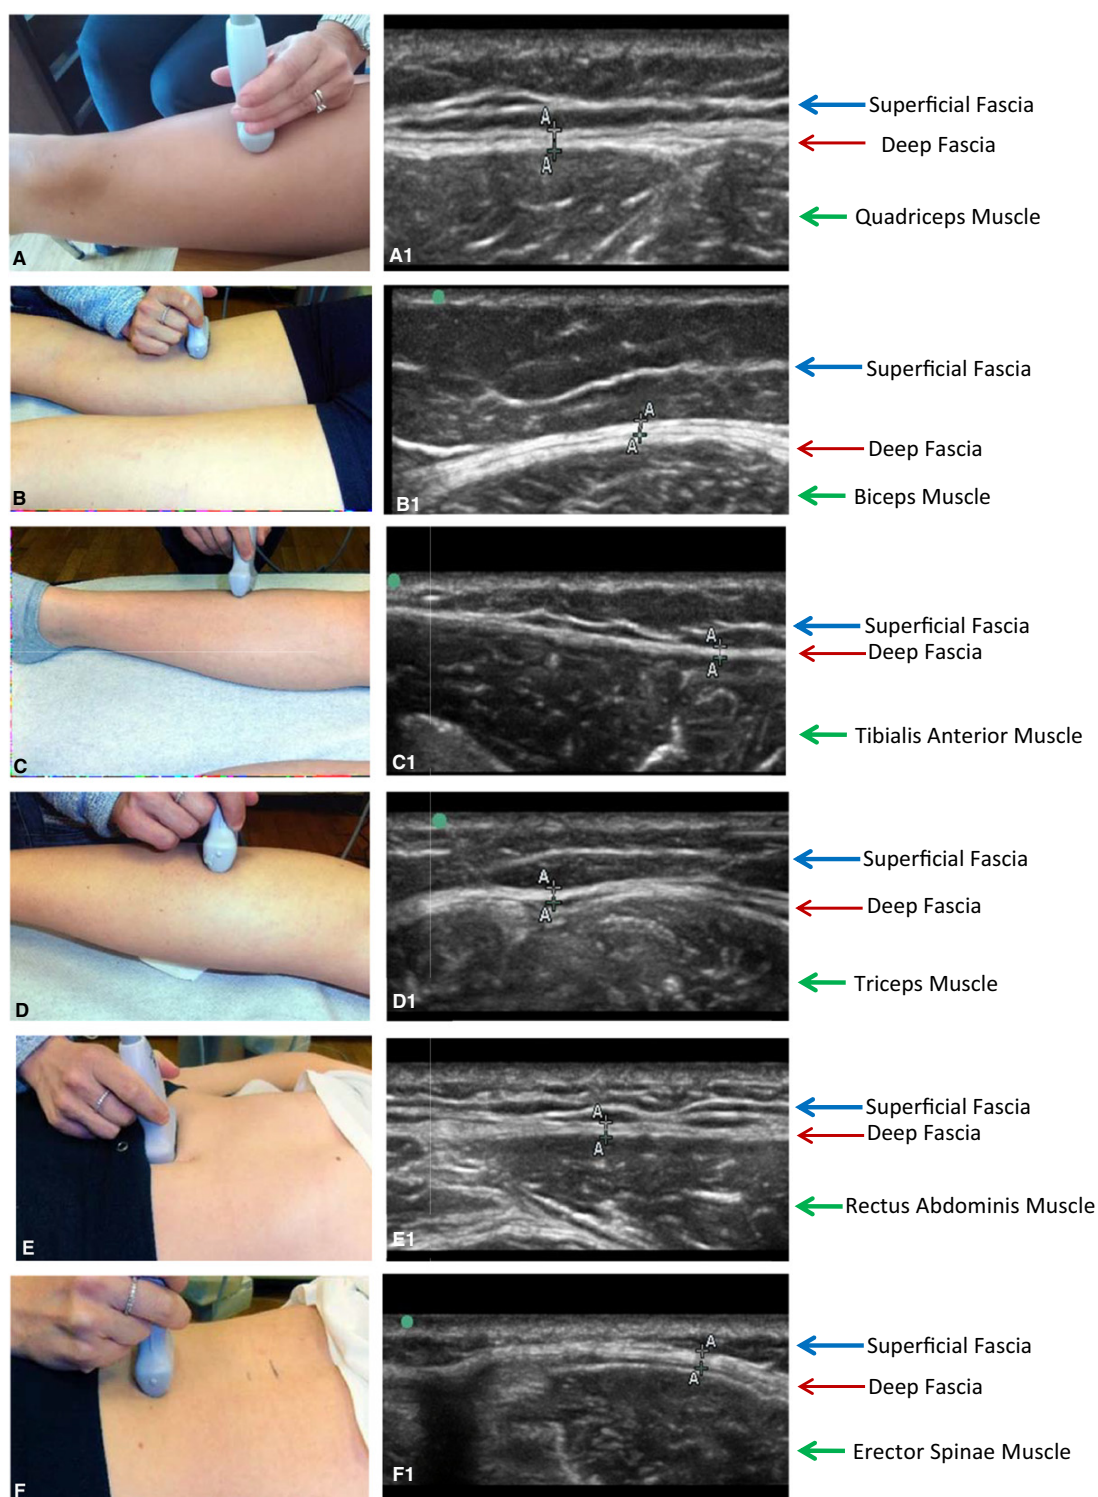 A
A
A
A1
Superficial Fascia
Deep Fascia
Quadriceps Muscle
B
A
A
B1
Superficial Fascia
Deep Fascia
Biceps Muscle
C
A
A
C1
Superficial Fascia
Deep Fascia
Tibialis Anterior Muscle
D
A
A
D1
Superficial Fascia
Deep Fascia
Triceps Muscle
E
A
A
E1
Superficial Fascia
Deep Fascia
Rectus Abdominis Muscle
F
A
A
F1
Superficial Fascia
Deep Fascia
Erector Spinae Muscle